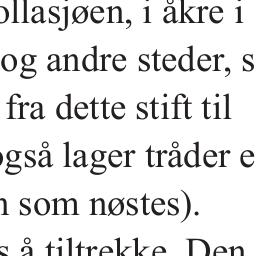 ollasjøen, i åkre i
og andre steder, s
fra dette stift til
også lager tråder e
n som nøstes).
s å tiltrekke. Den